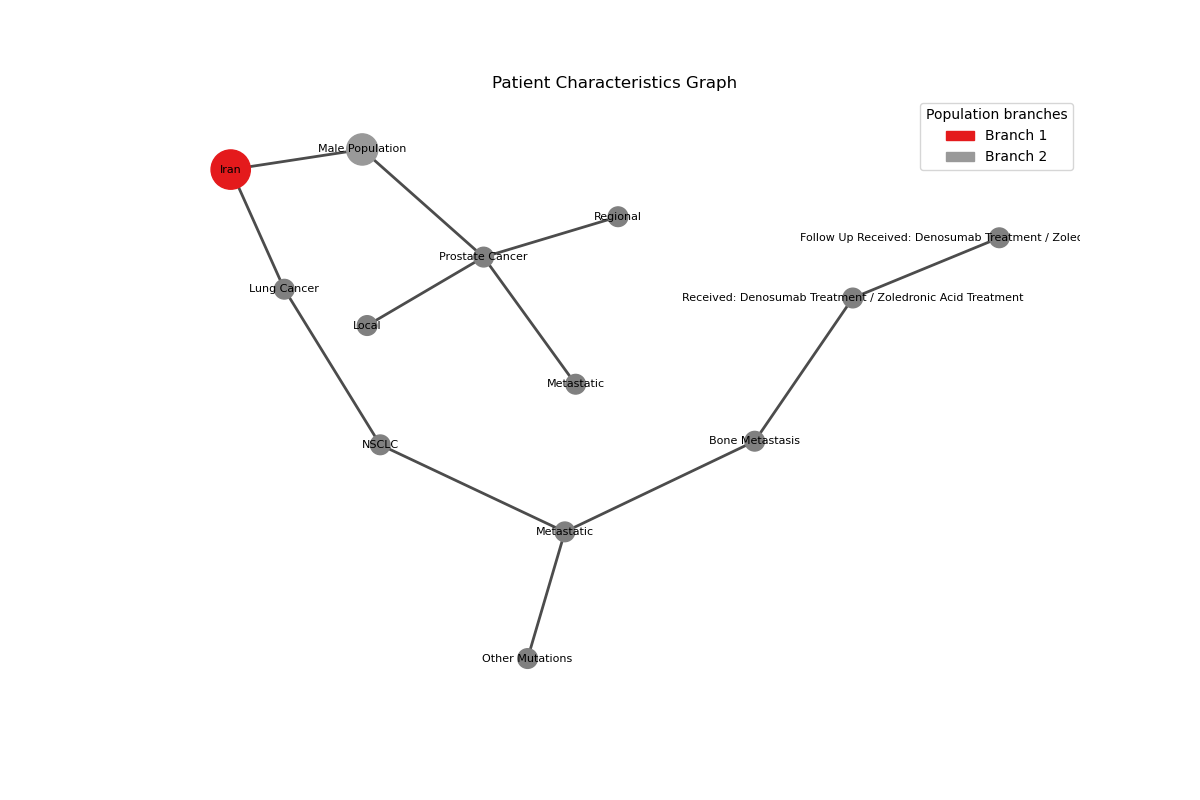 Patient Characteristics Graph
Population branches
Branch 1
Branch 2
Male Population
Iran
Regional
Follow Up Received: Denosumab Treatment / Zoled
Prostate Cancer
Lung Cancer
Received: Denosumab Treatment / Zoledronic Acid Treatment
Local
Metastatic
Bone Metastasis
NSCLC
Metastatic
Other Mutations